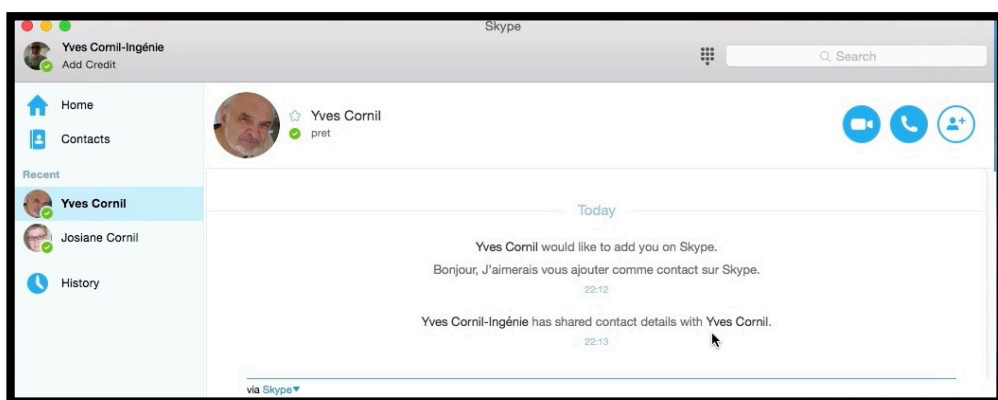 Skype
Yves Cornil-Ingénie
Add Credit
Search
Home
Contacts
Recent
Yves Cornil
Josiane Cornil
History
Yves Cornil
pret
Today
Yves Cornil would like to add you on Skype.
Bonjour, J'aimerais vous ajouter comme contact sur Skype.
22:12
Yves Cornil-Ingénie has shared contact details with Yves Cornil.
22:13
via Skype